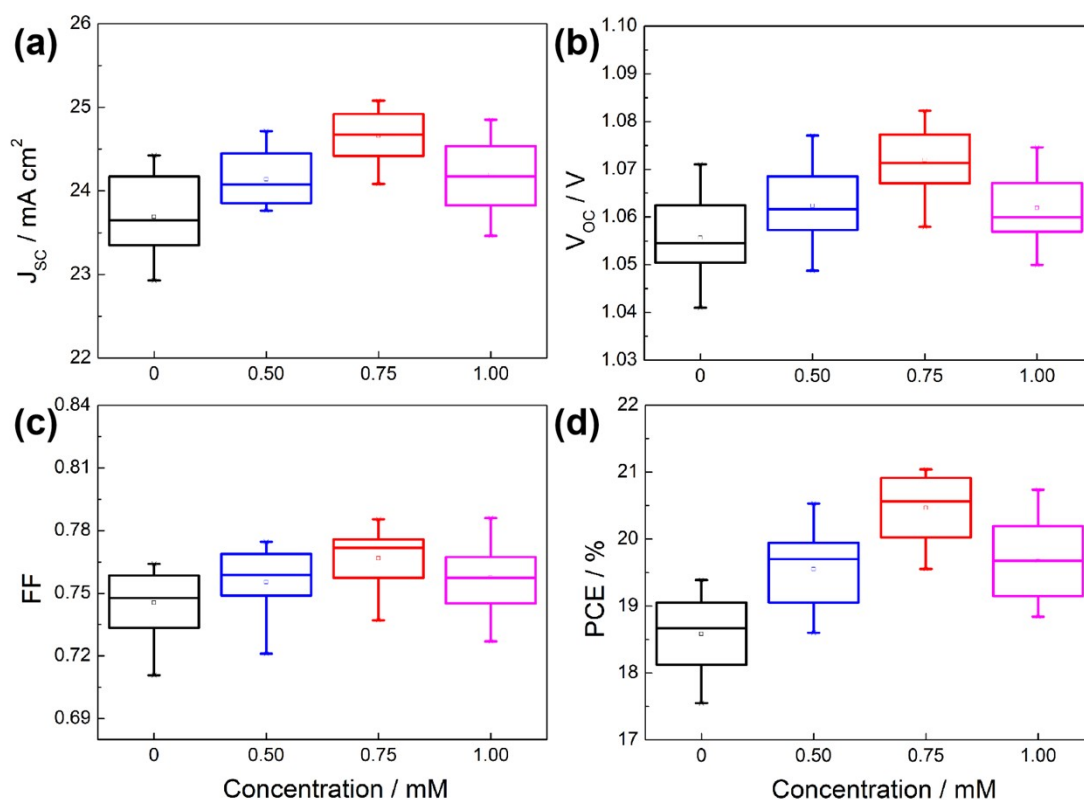 (a)
26
25
24
23
22
J_SC / mA cm²
0 0.50 0.75 1.00
(b)
1.10
1.09
1.08
1.07
1.06
1.05
1.04
1.03
V_OC / V
0 0.50 0.75 1.00
(c)
0.84
0.81
0.78
0.75
0.72
0.69
FF
0 0.50 0.75 1.00
Concentration / mM
(d)
22
21
20
19
18
17
PCE / %
0 0.50 0.75 1.00
Concentration / mM